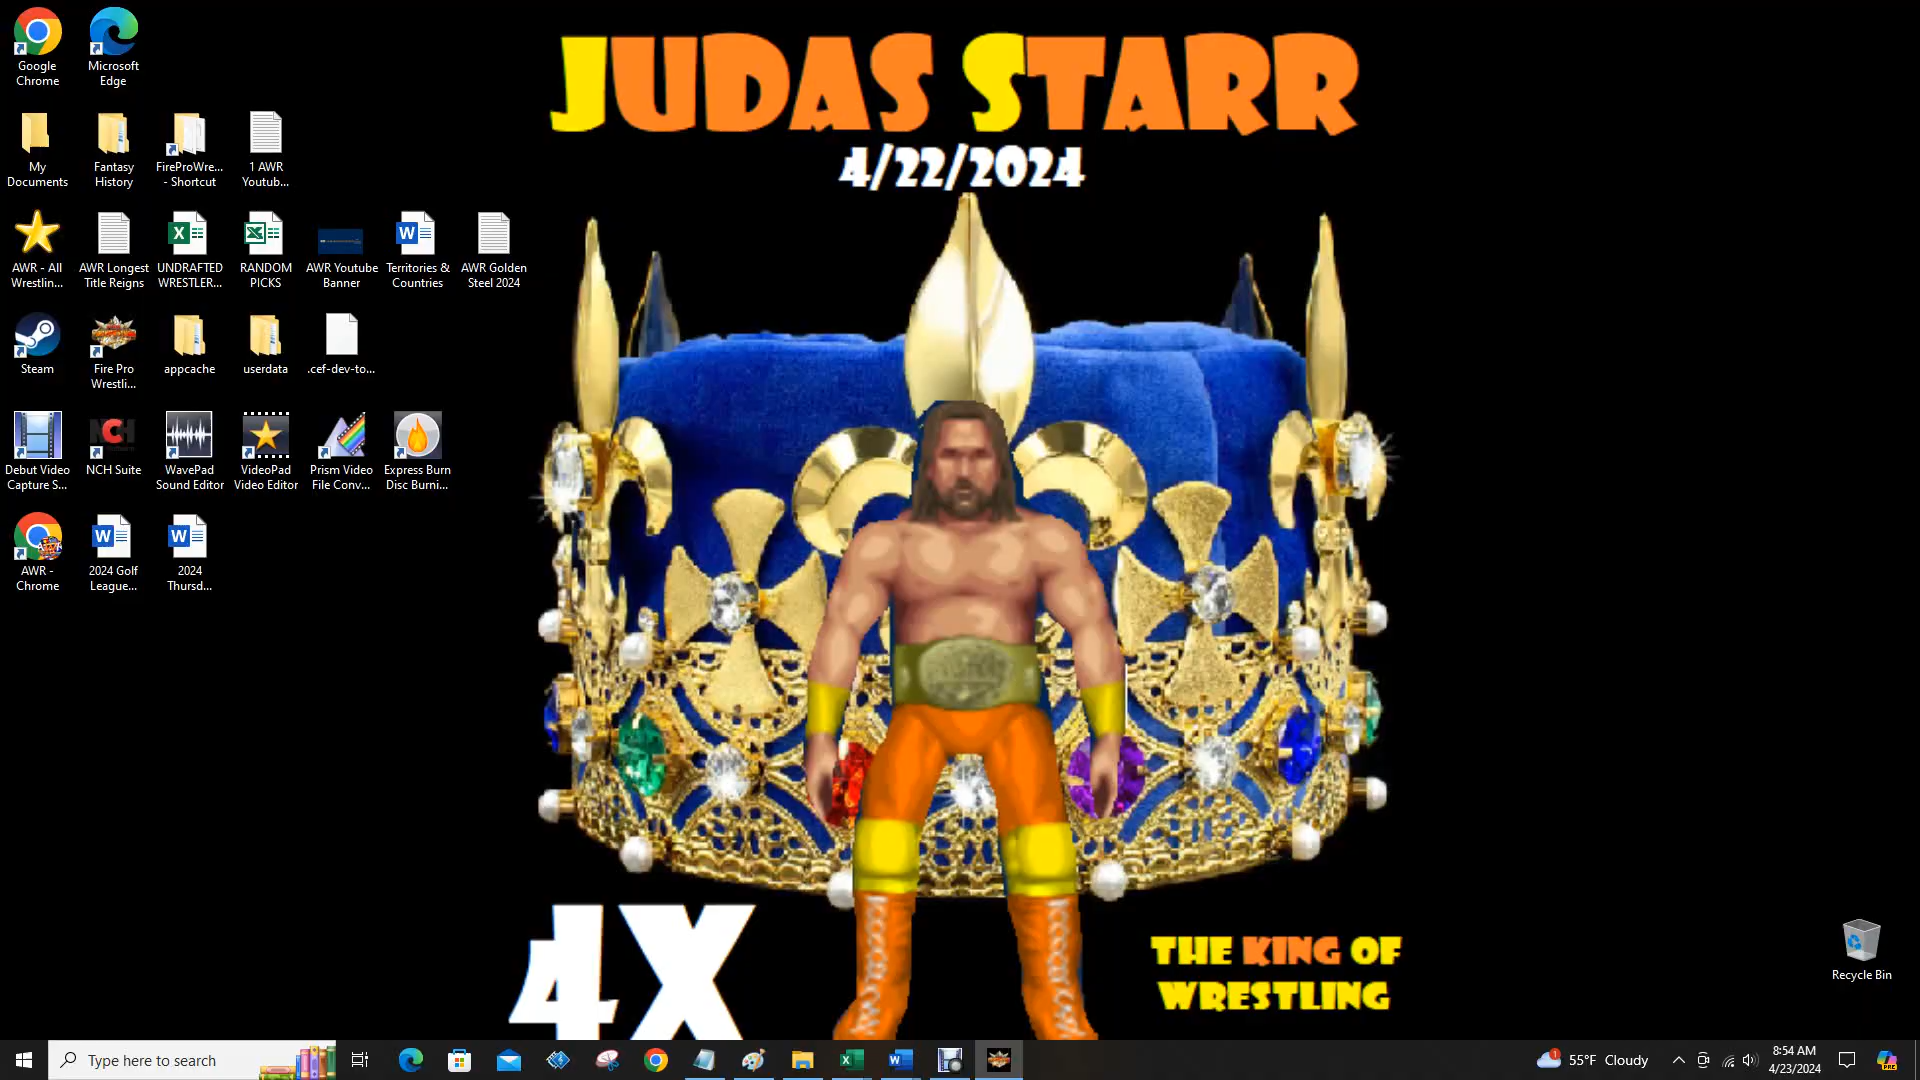 JUDAS STARR
4/22/2024
Google
Chrome
Microsoft
Edge
My
Documents
Fantasy
History
FireProWre...
- Shortcut
1 AWR
Youtub...
AWR - All
Wrestlin...
AWR Longest
Title Reigns
UNDRAFTED
WRESTLER...
RANDOM
PICKS
AWR Youtube
Banner
Territories &
Countries
AWR Golden
Steel 2024
Steam
Fire Pro
Wrestli...
appcache
userdata
.cef-dev-to...
Debut Video
Capture S...
NCH Suite
WavePad
Sound Editor
VideoPad
Video Editor
Prism Video
File Conv...
Express Burn
Disc Burni...
AWR -
Chrome
2024 Golf
League...
2024
Thursd...
4X
THE KING OF
WRESTLING
Recycle Bin
Type here to search
55°F Cloudy
8:54 AM
4/23/2024